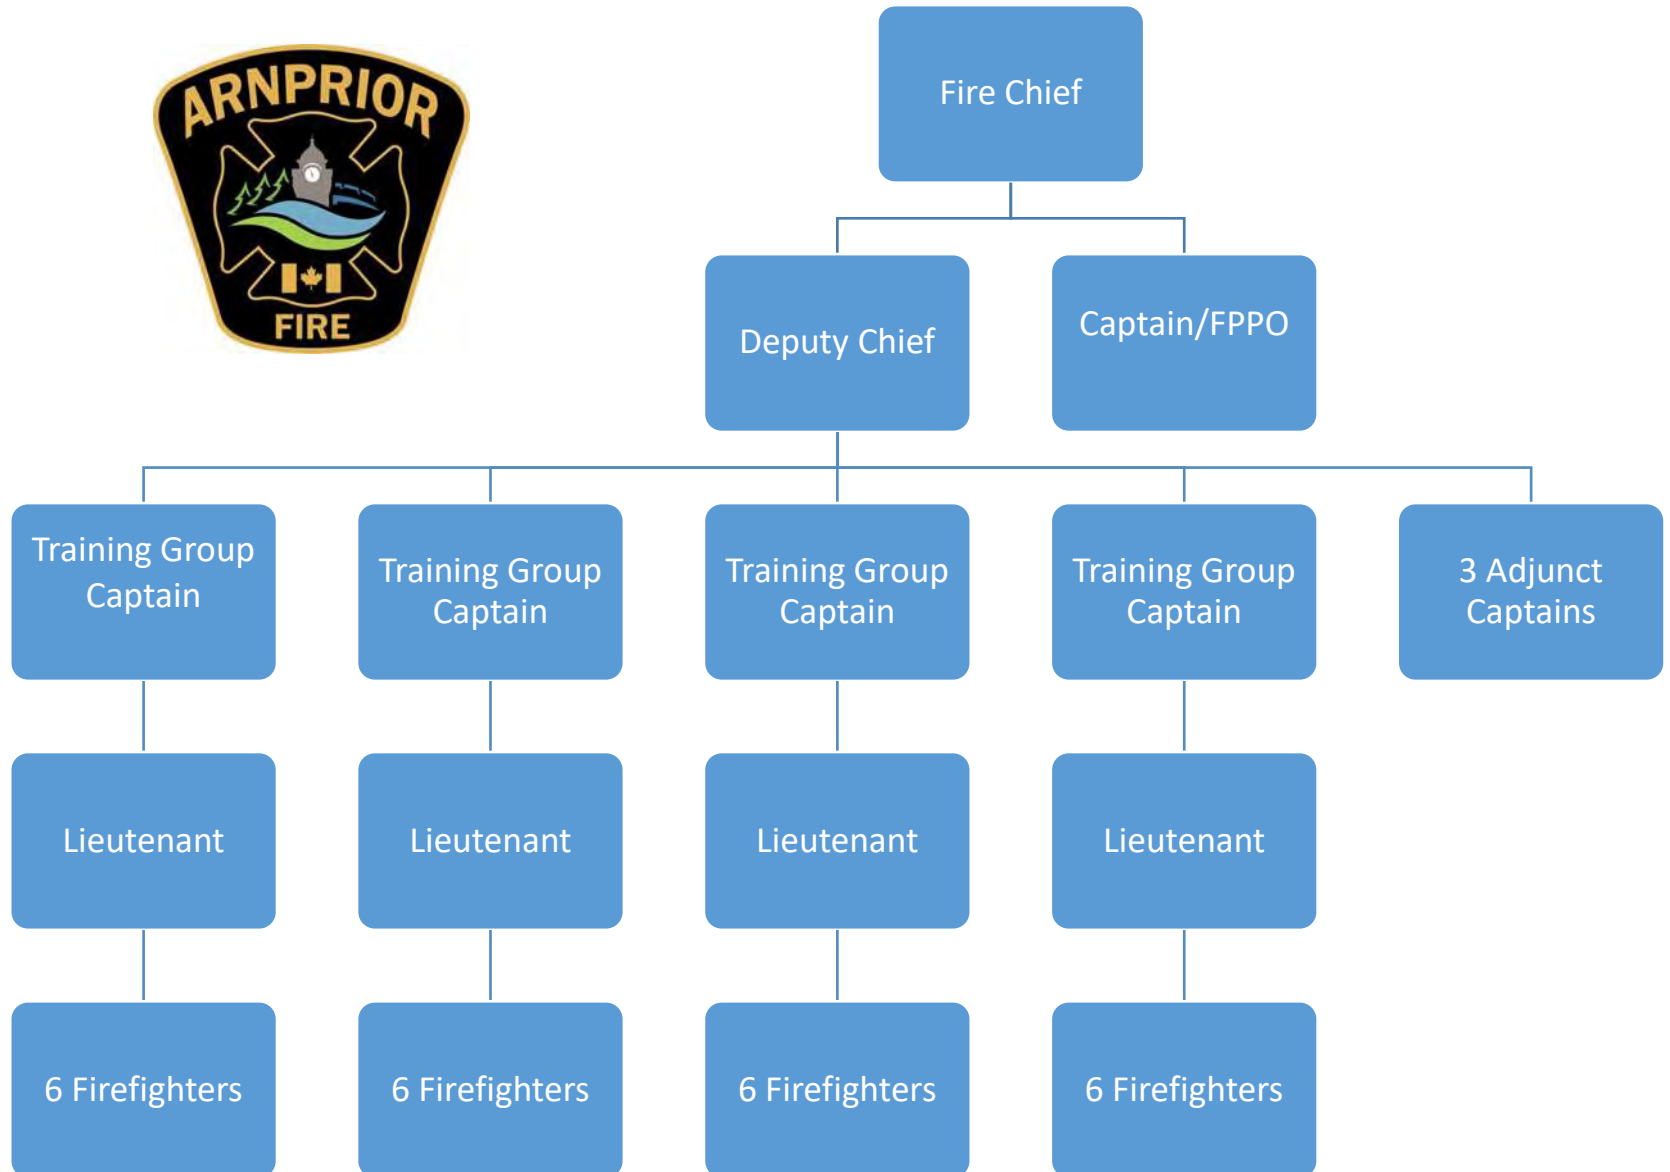 ARNPRIOR
FIRE
Fire Chief
Deputy Chief
Captain/FPPO
Training Group
Captain
Training Group
Captain
Training Group
Captain
Training Group
Captain
3 Adjunct
Captains
Lieutenant
Lieutenant
Lieutenant
Lieutenant
6 Firefighters
6 Firefighters
6 Firefighters
6 Firefighters